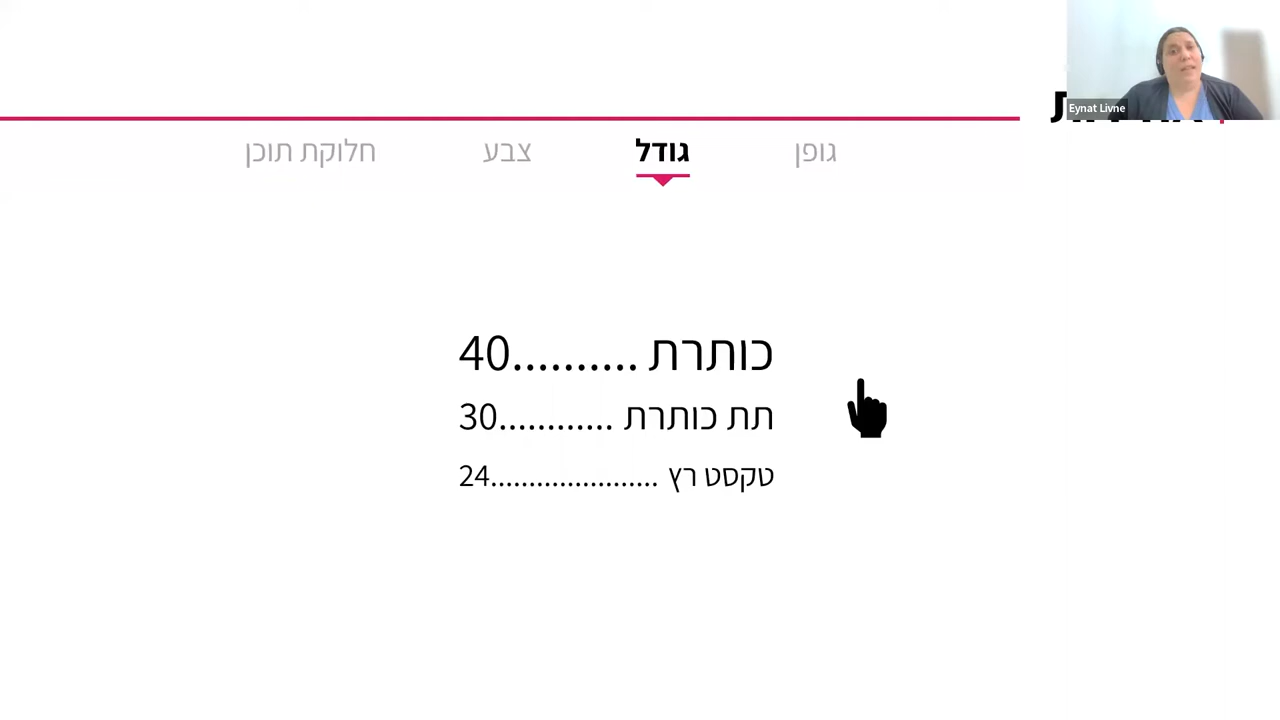 Eynat Livne
גופן
גודל
צבע
חלוקת תוכן
כותרת ..........40
תת כותרת ............30
טקסט רץ ......................24